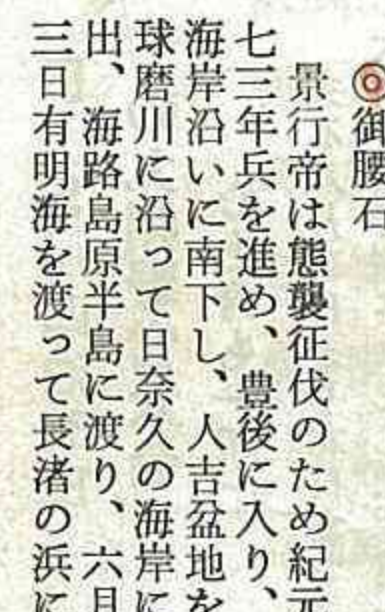 ◎御腰石
景行帝は態襲征伐のため紀元
七三年兵を進め、豊後に入り、
海岸沿いに南下し、人吉盆地を
球磨川に沿って日奈久の海岸に
出、海路島原半島に渡り、六月
三日有明海を渡って長渚の浜に